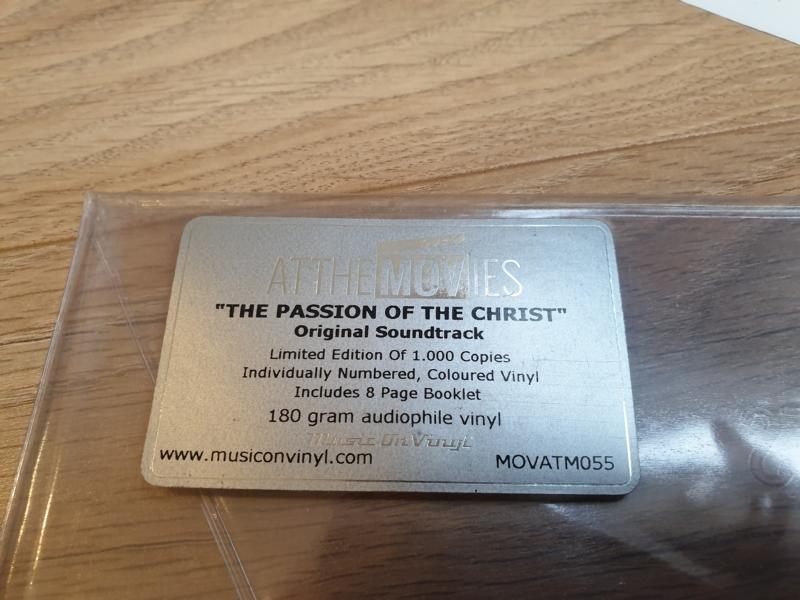 ATTHEMOVIES
"THE PASSION OF THE CHRIST"
Original Soundtrack
Limited Edition Of 1.000 Copies
Individually Numbered, Coloured Vinyl
Includes 8 Page Booklet
180 gram audiophile vinyl
Music On Vinyl
www.musiconvinyl.com MOVATM055